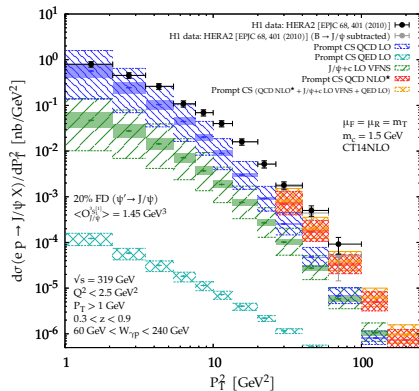 H1 data: HERA2 [EPJC 68, 401 (2010)]
H1 data: HERA2 [EPJC 68, 401 (2010)] (B → J/ψ subtracted)
Prompt CS QCD LO
Prompt CS QED LO
J/ψ+c LO VFNS
Prompt CS QCD NLO★
Prompt CS (QCD NLO★ + J/ψ+c LO VFNS + QED LO)
μF = μR = mT
mc = 1.5 GeV
CT14NLO
20% FD (ψ' → J/ψ)
= 1.45 GeV³
√s = 319 GeV
Q² < 2.5 GeV²
PT > 1 GeV
0.3 < z < 0.9
60 GeV < Wγp < 240 GeV
dσ(e p → J/ψ X)/dP²T [nb/GeV²]
10¹
10⁰
10⁻¹
10⁻²
10⁻³
10⁻⁴
10⁻⁵
10⁻⁶
1 10 100
P²T [GeV²]